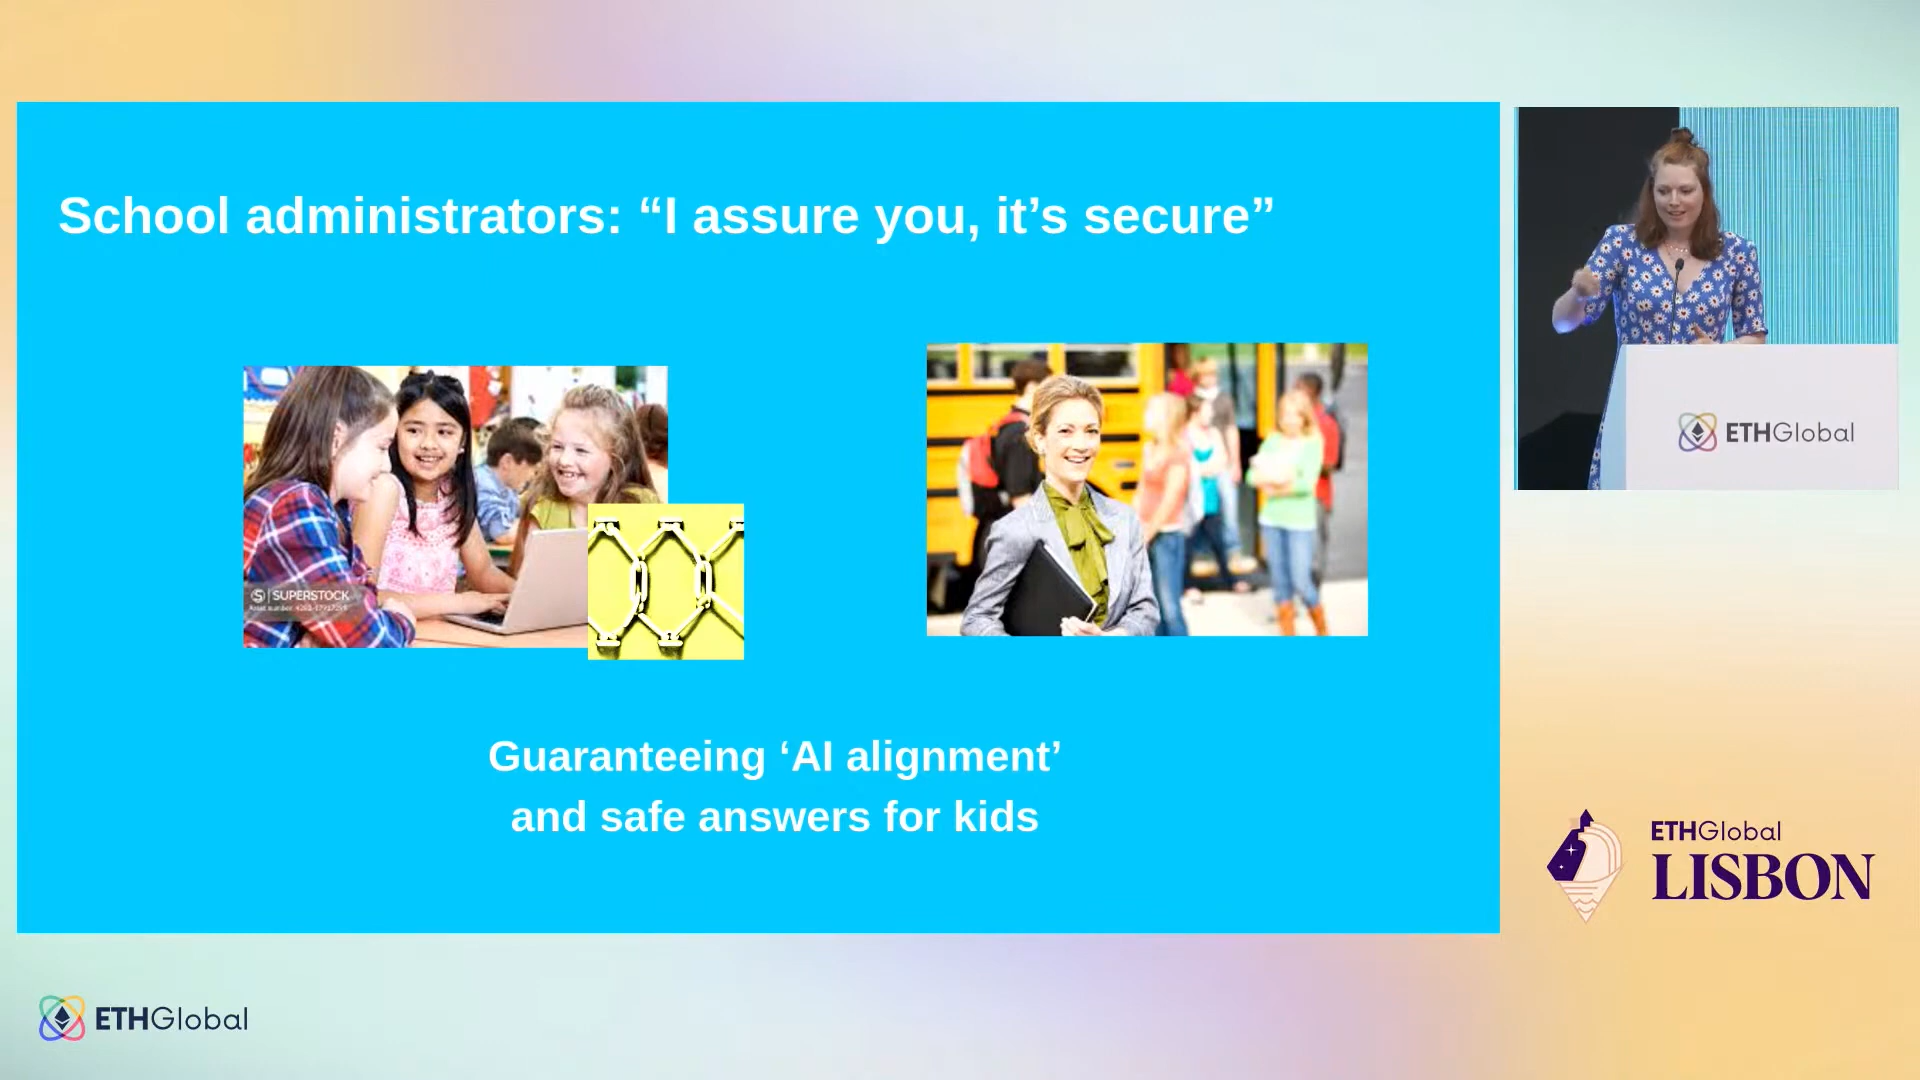 School administrators: “I assure you, it’s secure”
S | SUPERSTOCK
Guaranteeing ‘AI alignment’
and safe answers for kids
ETHGlobal
ETHGlobal
LISBON
ETHGlobal